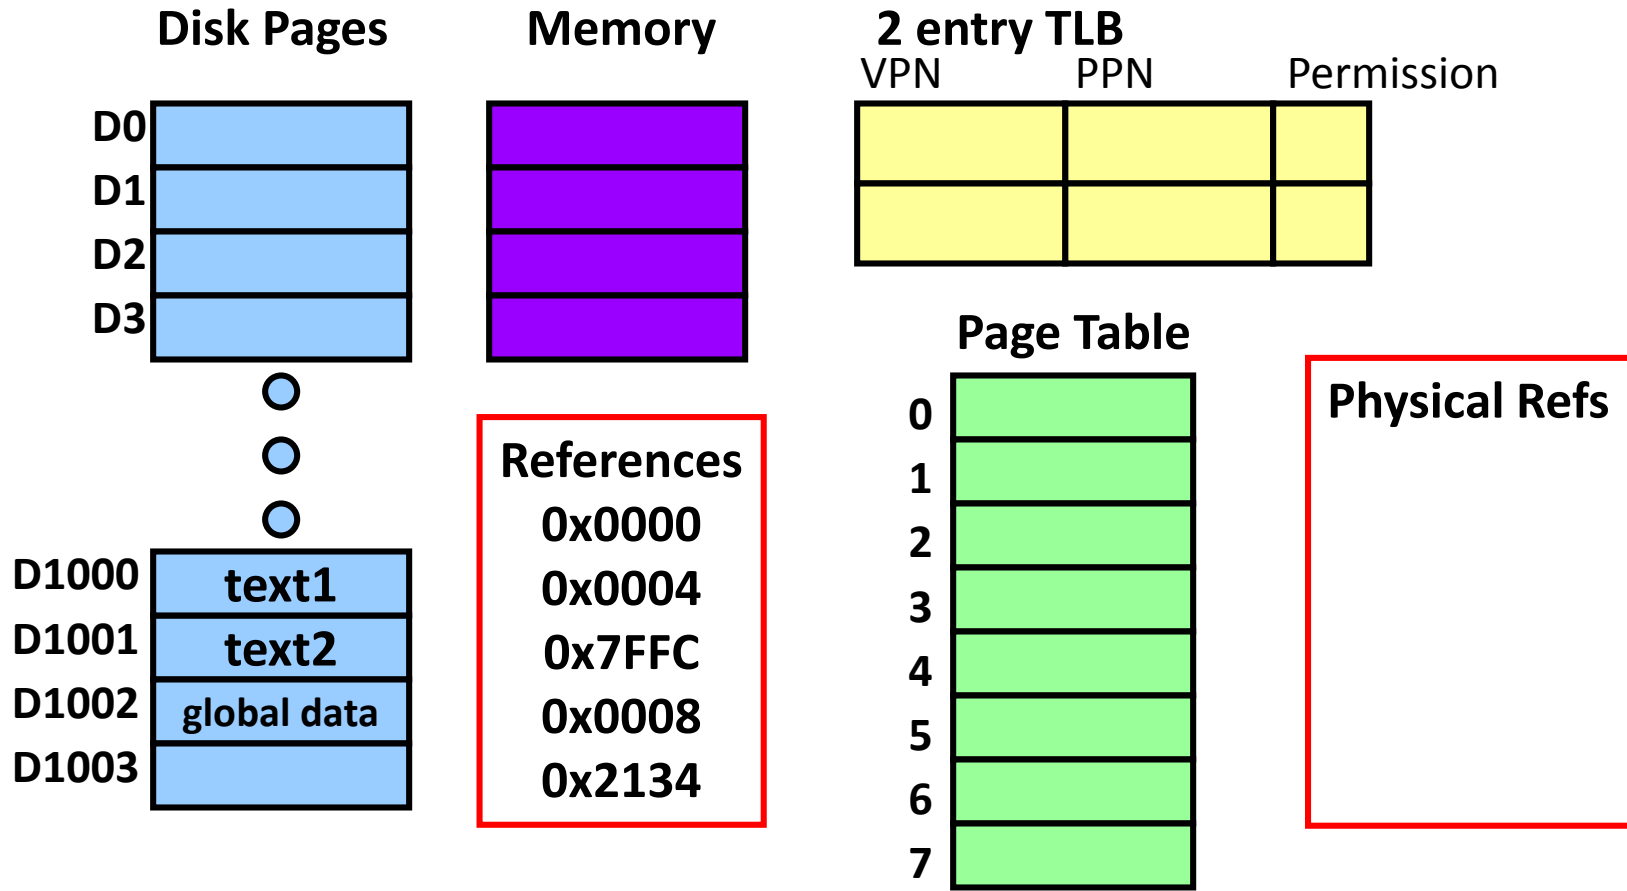 Disk Pages
Memory
2 entry TLB
VPN
PPN
Permission
D0
D1
D2
D3
D1000
text1
D1001
text2
D1002
global data
D1003
References
0x0000
0x0004
0x7FFC
0x0008
0x2134
Page Table
0
1
2
3
4
5
6
7
Physical Refs